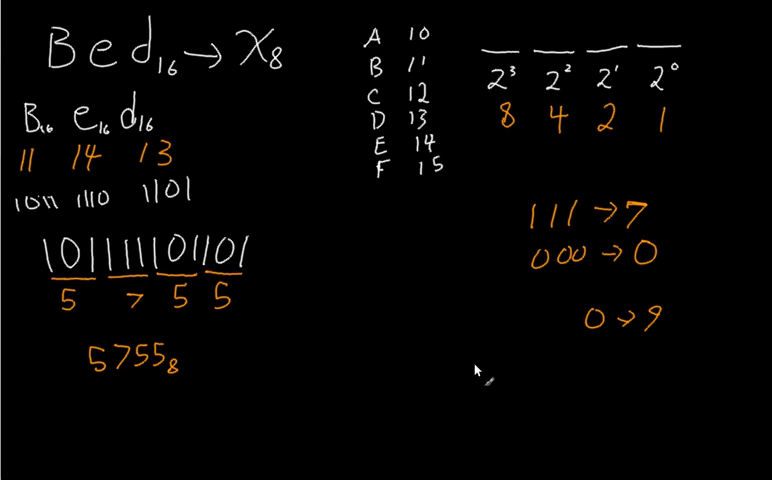 Bed₁₆ → X₈
B₁₆ e₁₆ d₁₆
11 14 13
1011 1110 1101
101111101101
5 7 5 5
5755₈
A 10
B 11
C 12
D 13
E 14
F 15
2³ 2² 2¹ 2⁰
8 4 2 1
111 → 7
000 → 0
0 → 9